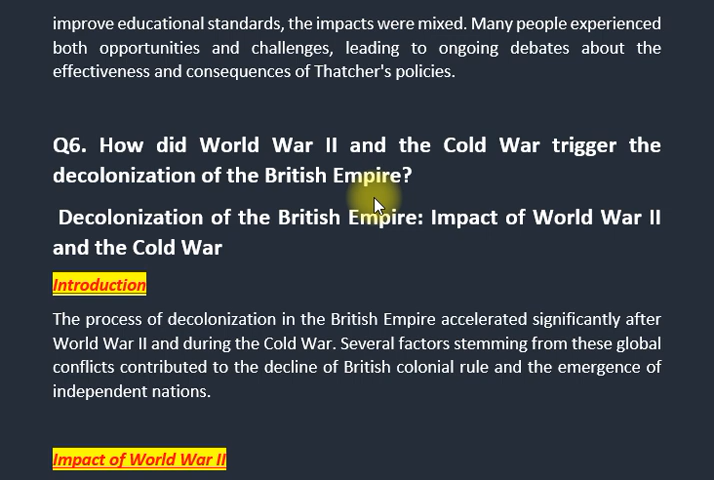 improve educational standards, the impacts were mixed. Many people experienced
both opportunities and challenges, leading to ongoing debates about the
effectiveness and consequences of Thatcher's policies.
Q6. How did World War II and the Cold War trigger the
decolonization of the British Empire?
Decolonization of the British Empire: Impact of World War II
and the Cold War
Introduction
The process of decolonization in the British Empire accelerated significantly after
World War II and during the Cold War. Several factors stemming from these global
conflicts contributed to the decline of British colonial rule and the emergence of
independent nations.
Impact of World War II